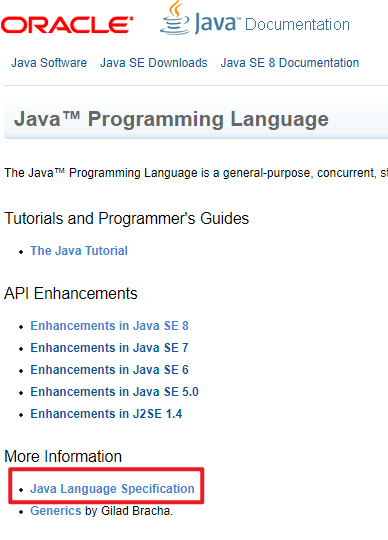 ORACLE Java™ Documentation
Java Software Java SE Downloads Java SE 8 Documentation
Java™ Programming Language
The Java™ Programming Language is a general-purpose, concurrent,
Tutorials and Programmer's Guides
• The Java Tutorial
API Enhancements
• Enhancements in Java SE 8
• Enhancements in Java SE 7
• Enhancements in Java SE 6
• Enhancements in Java SE 5.0
• Enhancements in J2SE 1.4
More Information
• Java Language Specification
• Generics by Gilad Bracha.